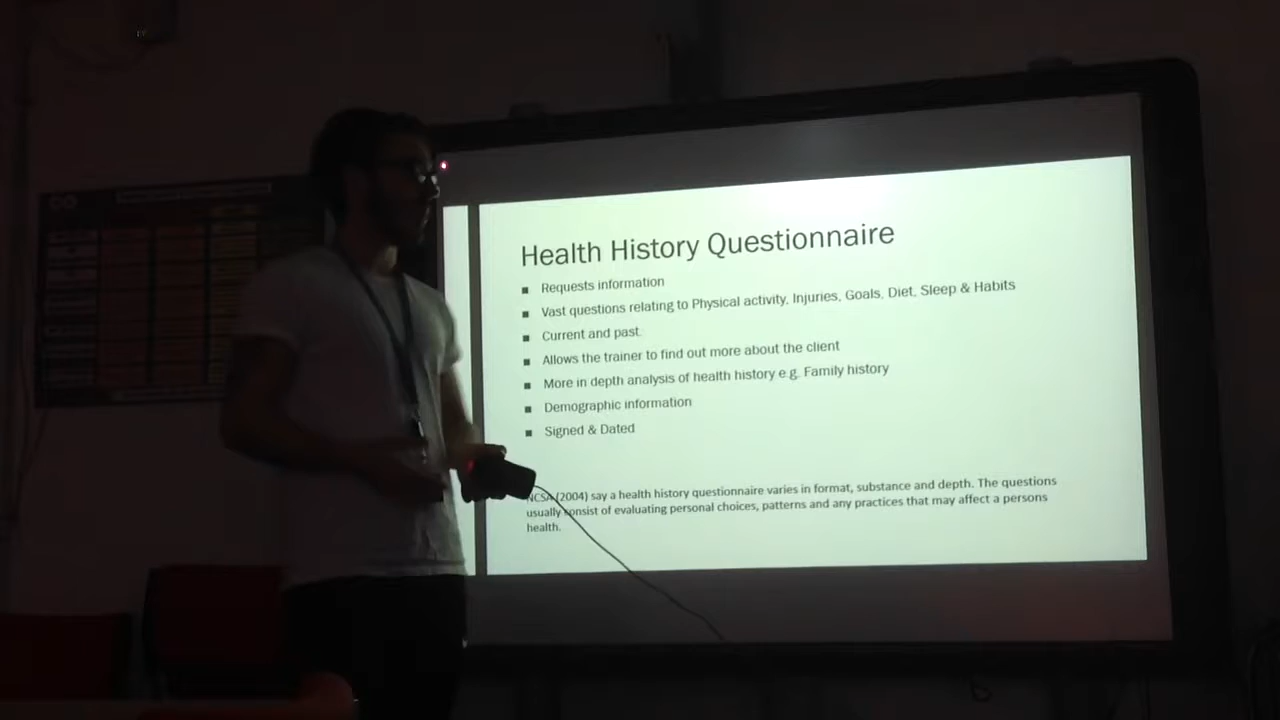 Health History Questionnaire
Requests information
Vast questions relating to Physical activity, Injuries, Goals, Diet, Sleep & Habits
Current and past.
Allows the trainer to find out more about the client
More in depth analysis of health history e.g. Family history
Demographic information
Signed & Dated
NCSA (2004) say a health history questionnaire varies in format, substance and depth. The questions
usually consist of evaluating personal choices, patterns and any practices that may affect a persons
health.